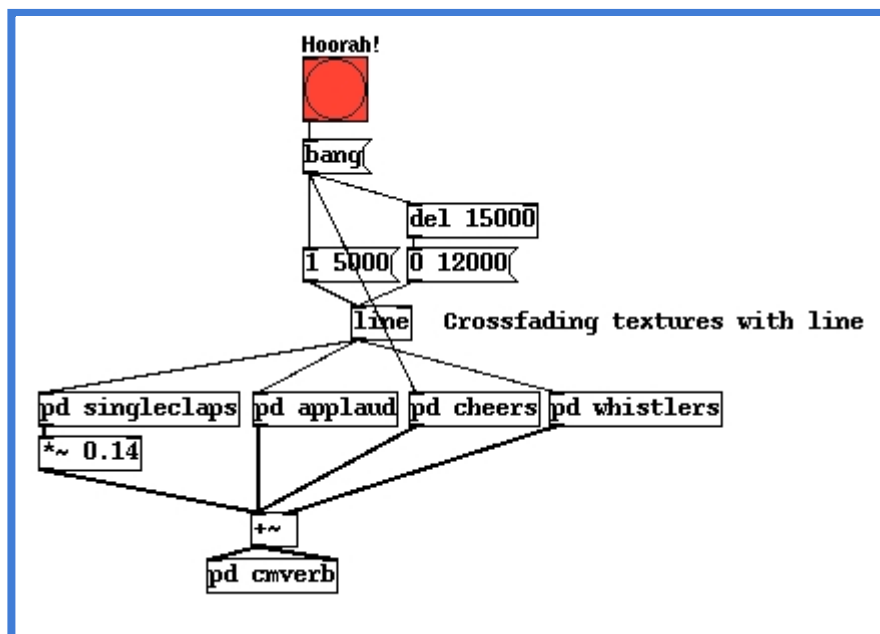 Hoorah!
bang
del 15000
1 5000
0 12000
line
Crossfading textures with line
pd singleclaps
pd applaud
pd cheers
pd whistlers
*~ 0.14
+~
pd cmverb